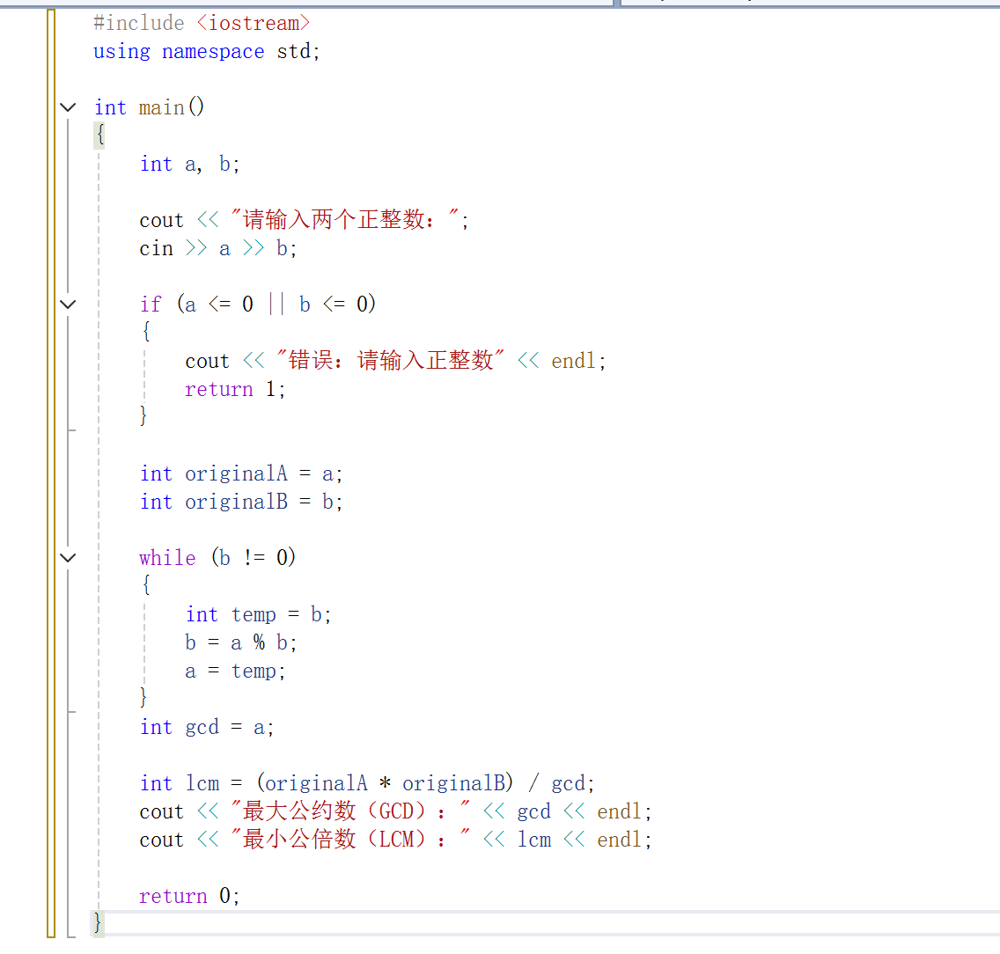 #include <iostream>
using namespace std;
int main()
{
int a, b;
cout << "请输入两个正整数：";
cin >> a >> b;
if (a <= 0 || b <= 0)
{
cout << "错误：请输入正整数" << endl;
return 1;
}
int originalA = a;
int originalB = b;
while (b != 0)
{
int temp = b;
b = a % b;
a = temp;
}
int gcd = a;
int lcm = (originalA * originalB) / gcd;
cout << "最大公约数（GCD）：" << gcd << endl;
cout << "最小公倍数（LCM）：" << lcm << endl;
return 0;
}